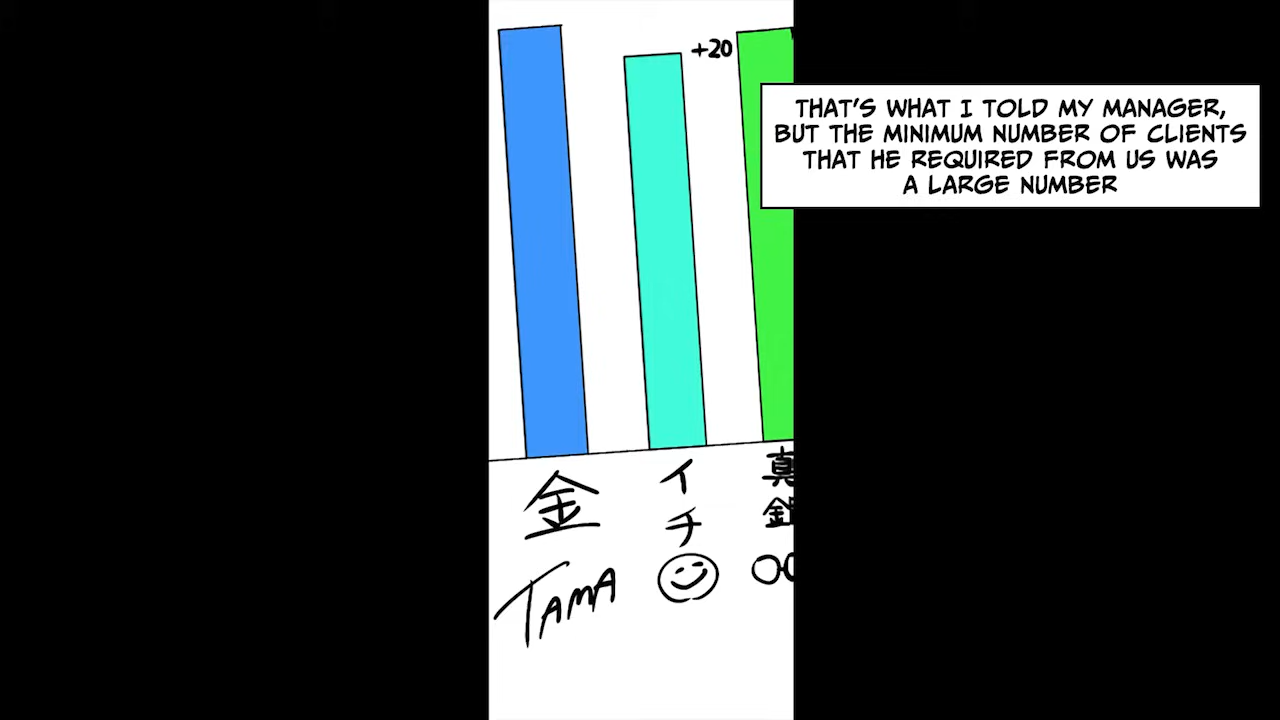 +20
THAT'S WHAT I TOLD MY MANAGER,
BUT THE MINIMUM NUMBER OF CLIENTS
THAT HE REQUIRED FROM US WAS
A LARGE NUMBER
金
TAMA
イチ
真